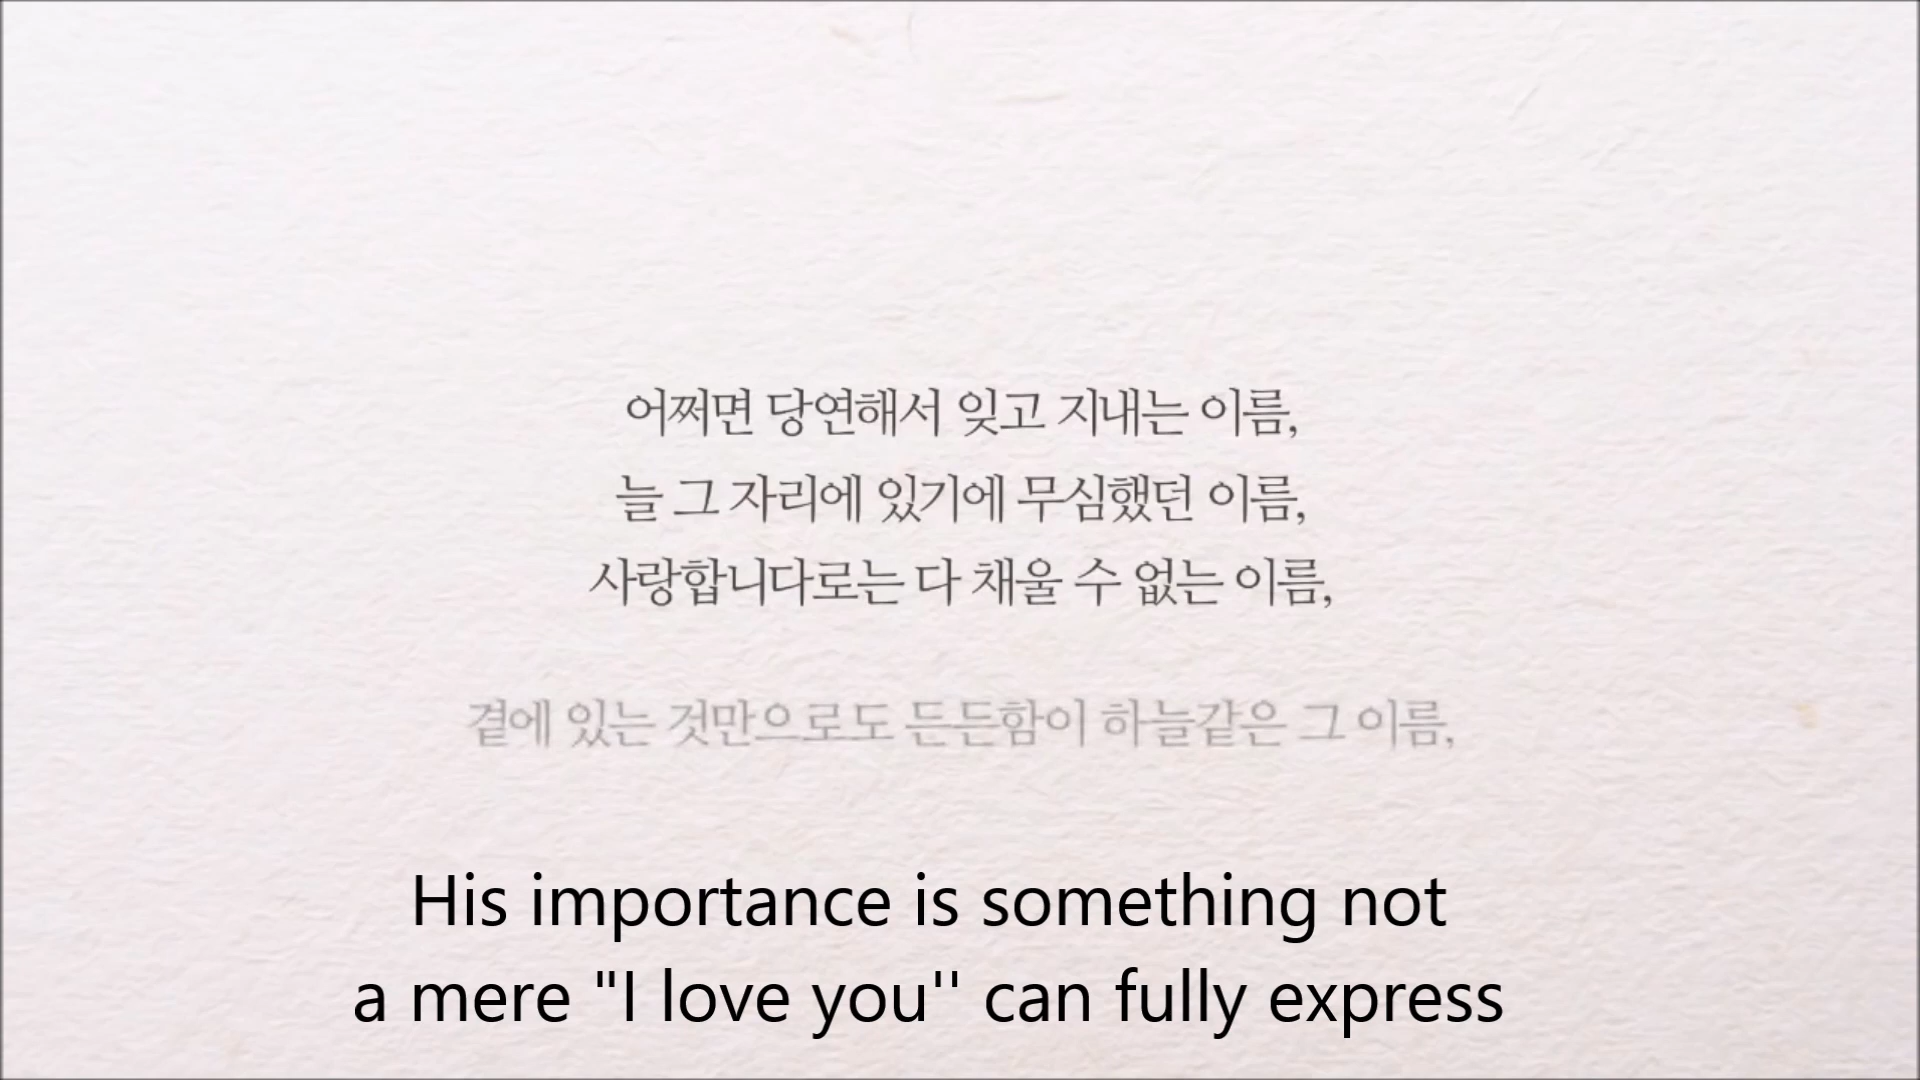 어쩌면 당연해서 잊고 지내는 이름,
늘 그 자리에 있기에 무심했던 이름,
사랑합니다로는 다 채울 수 없는 이름,
곁에 있는 것만으로도 든든함이 하늘같은 그 이름,
His importance is something not
a mere "I love you'' can fully express